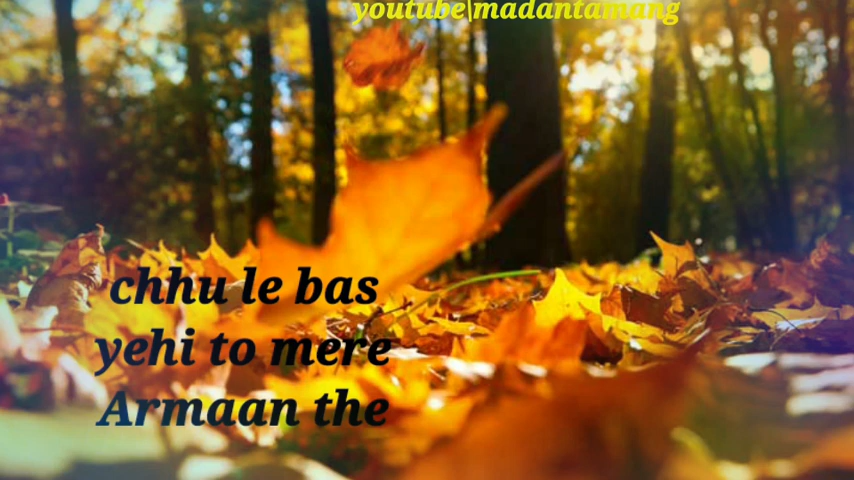 youtube\madantamang
chhu le bas
yehi to mere
Armaan the